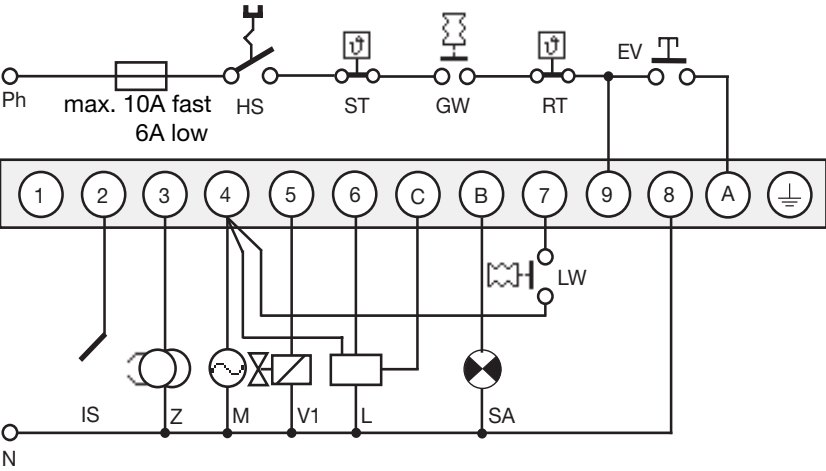 EV
ϑ ϑ
Ph max. 10A fast HS ST GW RT
6A low
1 2 3 4 5 6 C B 7 9 8 A
LW
IS Z M V1 L SA
N